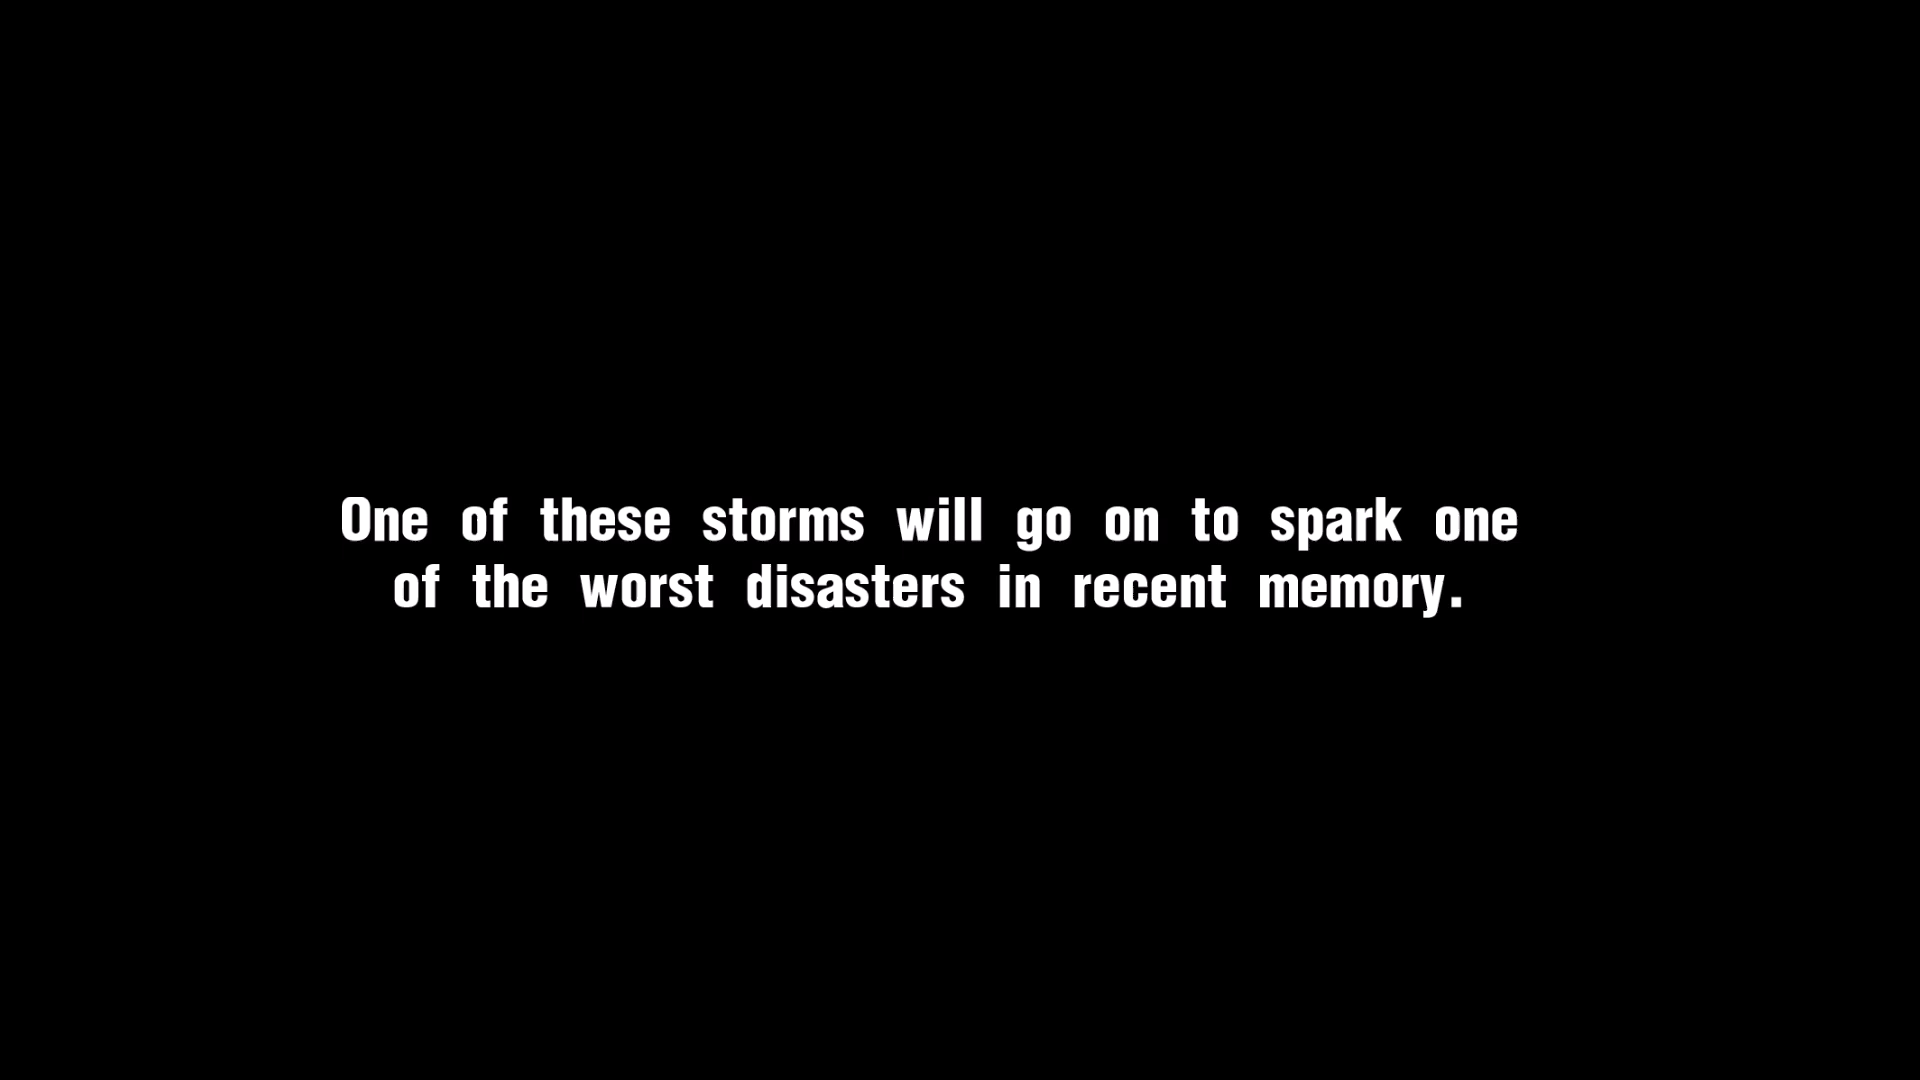 One of these storms will go on to spark one
of the worst disasters in recent memory.